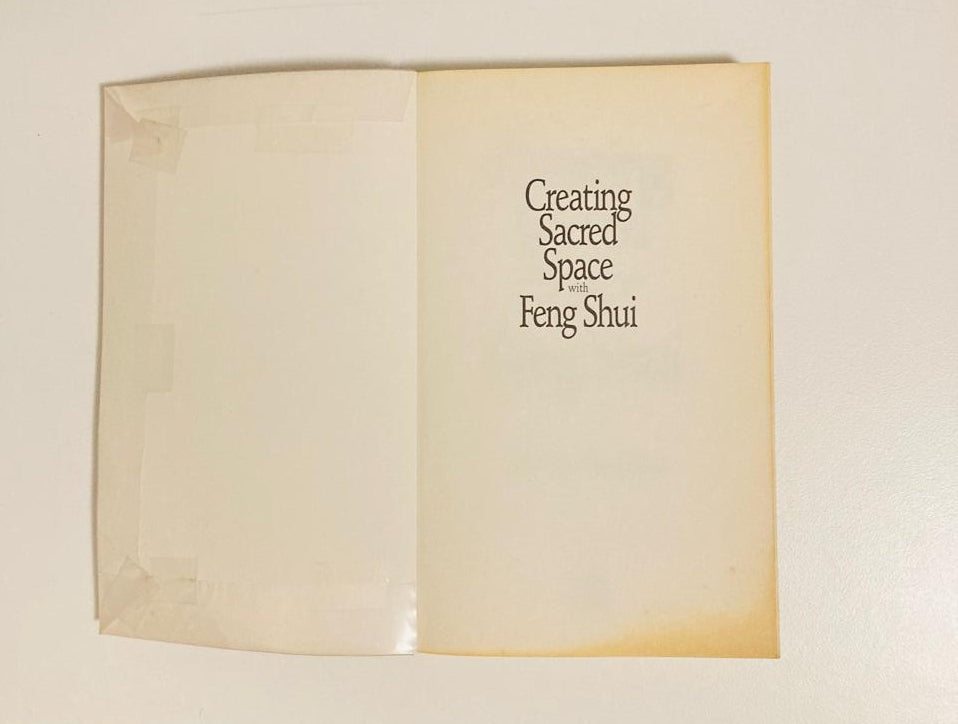 Creating
Sacred
Space
with
Feng Shui